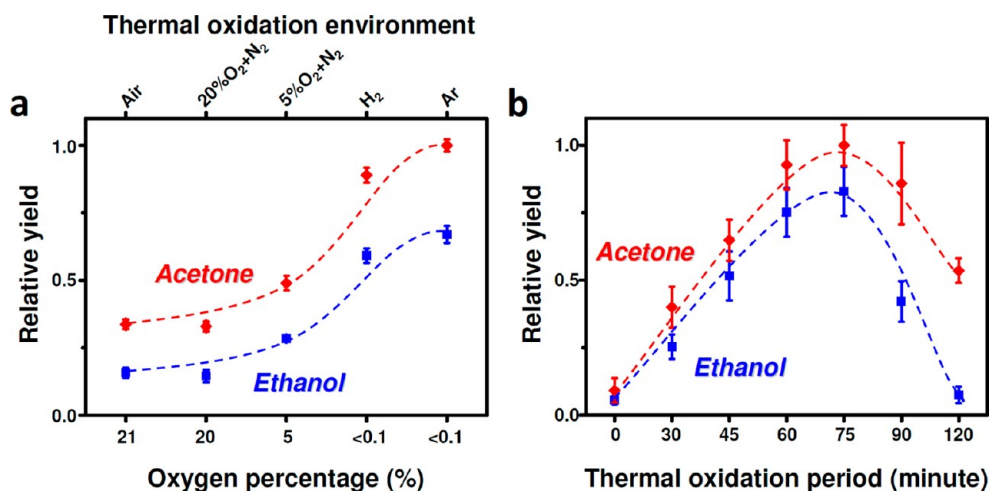 Thermal oxidation environment
a
Air
20%O₂+N₂
5%O₂+N₂
H₂
Ar
Relative yield
1.0
0.5
0.0
Acetone
Ethanol
21
20
5
<0.1
<0.1
Oxygen percentage (%)
b
Relative yield
1.0
0.5
0.0
Acetone
Ethanol
0
30
45
60
75
90
120
Thermal oxidation period (minute)